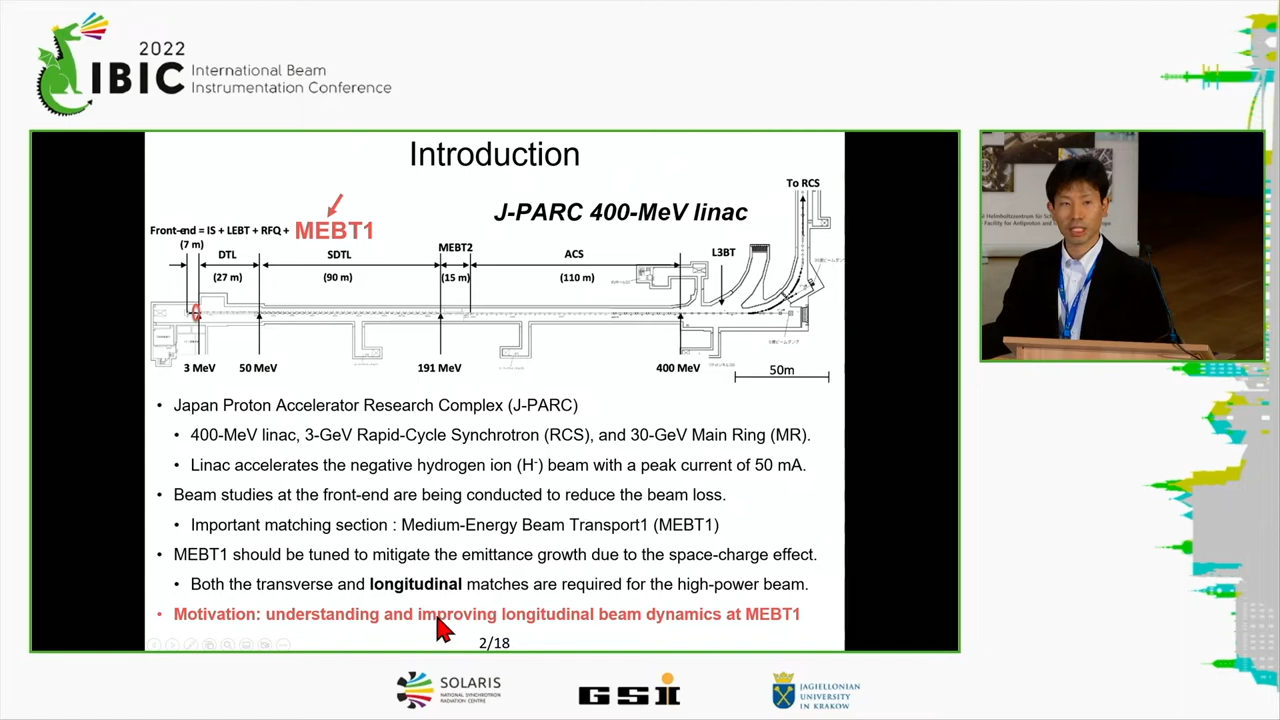 2022
IBIC International Beam
Instrumentation Conference
Introduction
To RCS
J-PARC 400-MeV linac
Front-end = IS + LEBT + RFQ + MEBT1
(7 m)
DTL
SDTL
MEBT2
ACS
L3BT
(27 m)
(90 m)
(15 m)
(110 m)
3 MeV
50 MeV
191 MeV
400 MeV
50m
• Japan Proton Accelerator Research Complex (J-PARC)
• 400-MeV linac, 3-GeV Rapid-Cycle Synchrotron (RCS), and 30-GeV Main Ring (MR).
• Linac accelerates the negative hydrogen ion (H-) beam with a peak current of 50 mA.
• Beam studies at the front-end are being conducted to reduce the beam loss.
• Important matching section : Medium-Energy Beam Transport1 (MEBT1)
• MEBT1 should be tuned to mitigate the emittance growth due to the space-charge effect.
• Both the transverse and longitudinal matches are required for the high-power beam.
• Motivation: understanding and improving longitudinal beam dynamics at MEBT1
2/18
SOLARIS
NATIONAL SYNCHROTRON
RADIATION CENTRE
GSI
JAGIELLONIAN
UNIVERSITY
IN KRAKOW